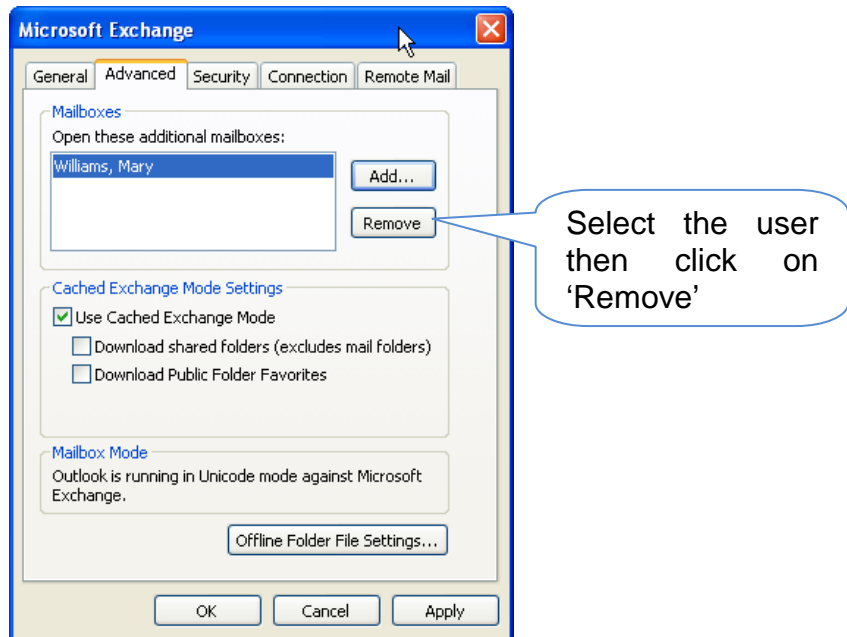 Microsoft Exchange
General Advanced Security Connection Remote Mail
Mailboxes
Open these additional mailboxes:
Williams, Mary
Add...
Remove
Select the user
then click on
‘Remove’
Cached Exchange Mode Settings
Use Cached Exchange Mode
Download shared folders (excludes mail folders)
Download Public Folder Favorites
Mailbox Mode
Outlook is running in Unicode mode against Microsoft
Exchange.
Offline Folder File Settings...
OK Cancel Apply